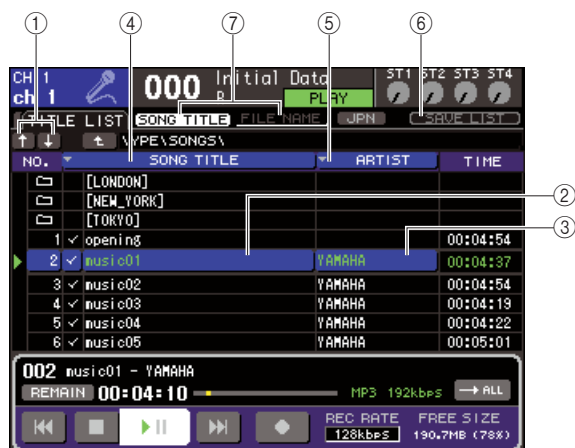 ① ④ ⑦ ⑤ ⑥
CH 1 000 Initial Data ST1 ST2 ST3 ST4
ch 1 R PLAY
TITLE LIST SONG TITLE FILE NAME JPN SAVE LIST
\YPE\SONGS\
NO. SONG TITLE ARTIST TIME
[LONDON]
[NEW_YORK]
②
[TOKYO]
③
1 ✓ opening 00:04:54
2 ✓ music01 YAMAHA 00:04:37
3 ✓ music02 YAMAHA 00:04:54
4 ✓ music03 YAMAHA 00:04:19
5 ✓ music04 YAMAHA 00:04:22
6 ✓ music05 YAMAHA 00:05:01
002 music01 - YAMAHA
REMAIN 00:04:10 MP3 192kbps → ALL
REC RATE FREE SIZE
128kbps 190.7MB (78%)